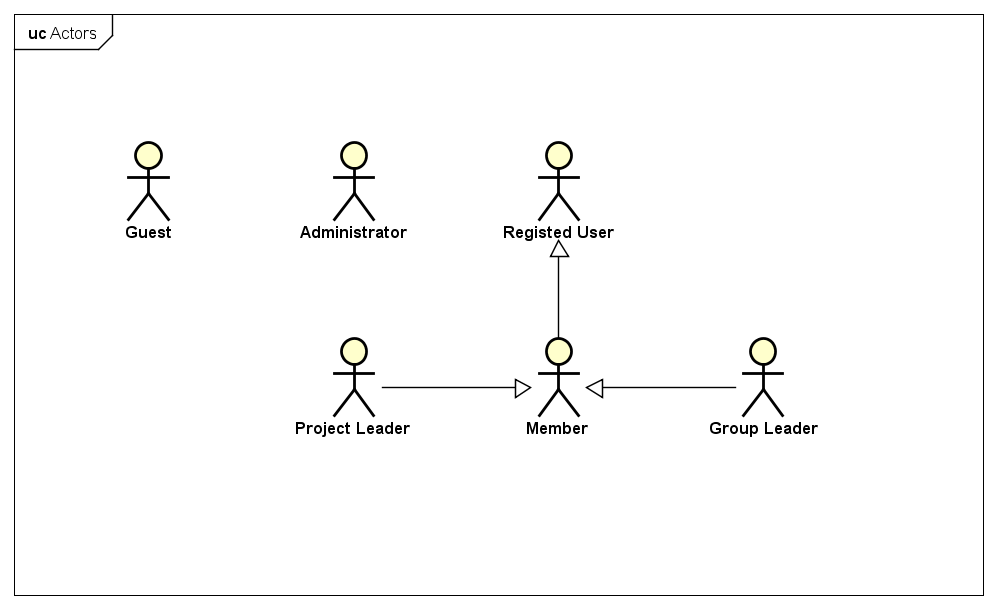 uc Actors
Guest
Administrator
Registed User
Project Leader
Member
Group Leader